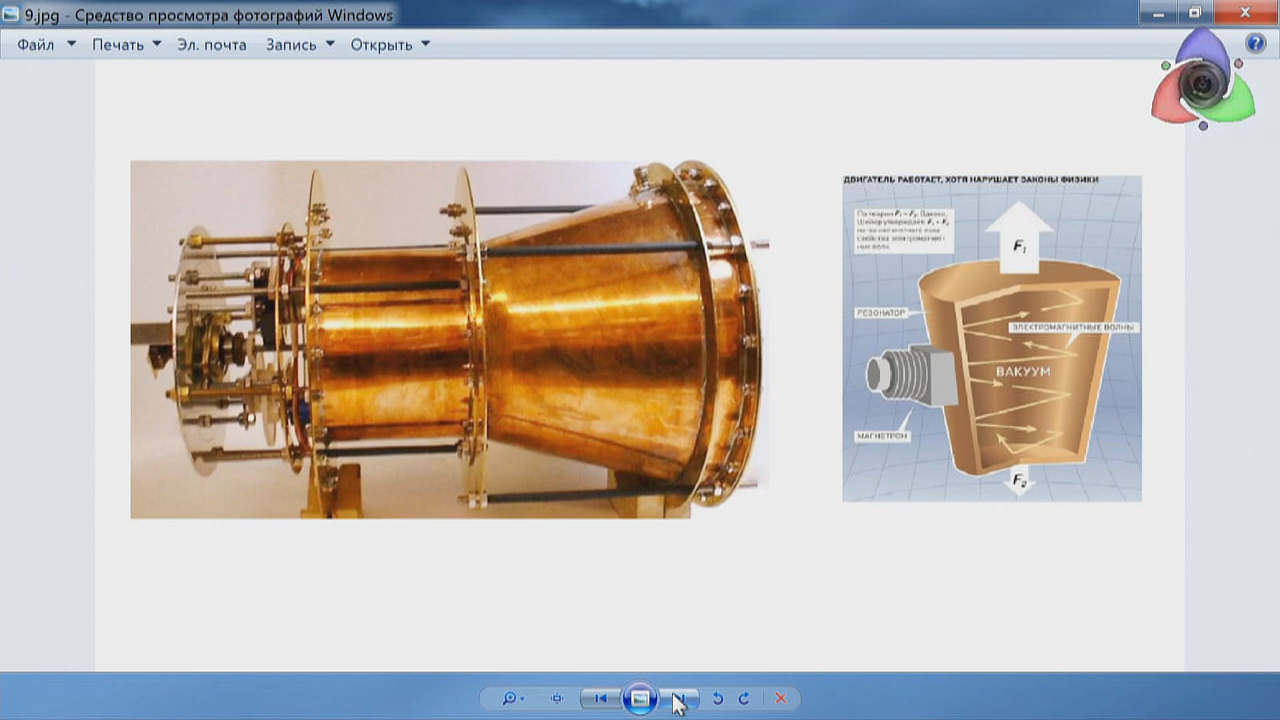 9.jpg - Средство просмотра фотографий Windows
Файл Печать Эл. почта Запись Открыть
ДВИГАТЕЛЬ РАБОТАЕТ, ХОТЯ НАРУШАЕТ ЗАКОНЫ ФИЗИКИ
F₁
РЕЗОНАТОР
ЭЛЕКТРОМАГНИТНЫЕ ВОЛНЫ
ВАКУУМ
МАГНЕТРОН
F₂